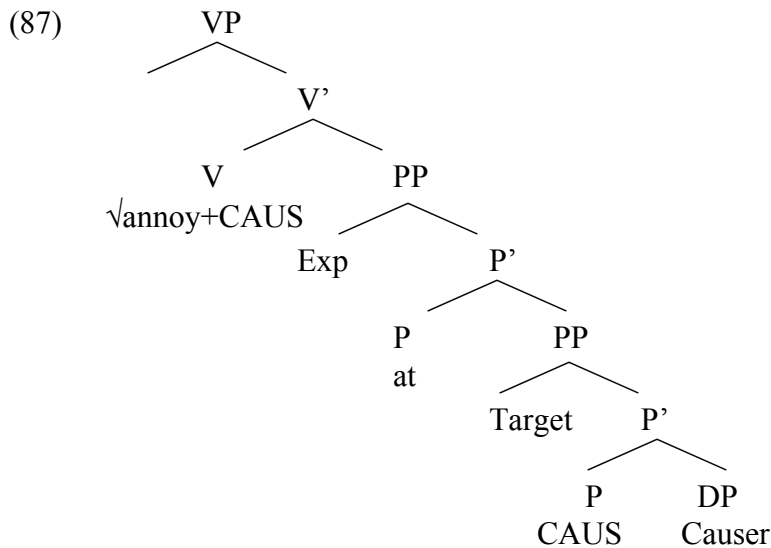 (87) VP
V’
V PP
√annoy+CAUS
Exp P’
P PP
at
Target P’
P DP
CAUS Causer